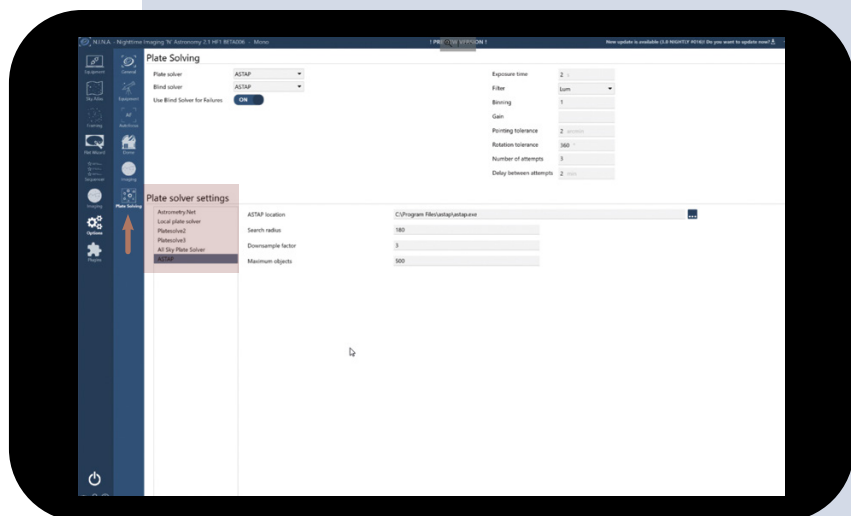 N.I.N.A. - Nighttime Imaging 'N' Astronomy 2.1 HF1 BETA006 - Mono
! PRE VERSION !
New update is available (3.0 NIGHTLY #018)! Do you want to update now?
Equipment
Sky Atlas
Framing
Flat Wizard
Sequencer
Imaging
Options
Plugins
General
Equipment
AF
Autofocus
Dome
Imaging
Plate Solving
Plate Solving
Plate solver ASTAP
Blind solver ASTAP
Use Blind Solver for Failures ON
Exposure time 2 s
Filter Lum
Binning 1
Gain
Pointing tolerance 2
Rotation tolerance 360 °
Number of attempts 3
Delay between attempts 2
Plate solver settings
Astrometry.Net
Local plate solver
Platesolve2
Platesolve3
All Sky Plate Solver
ASTAP
ASTAP location C:\Program Files\astap\astap.exe ...
Search radius 180
Downsample factor 3
Maximum objects 500